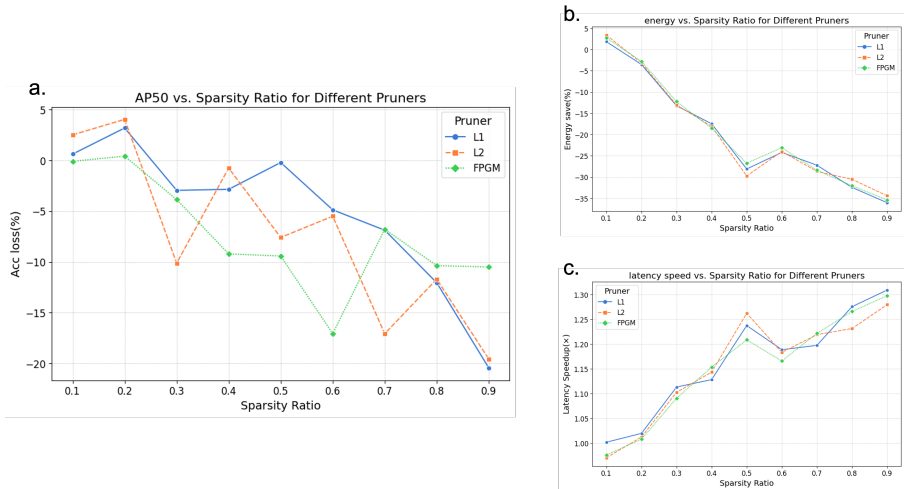 a.
AP50 vs. Sparsity Ratio for Different Pruners
Pruner
L1
L2
FPGM
Acc loss(%)
5
0
−5
−10
−15
−20
0.1 0.2 0.3 0.4 0.5 0.6 0.7 0.8 0.9
Sparsity Ratio
b.
energy vs. Sparsity Ratio for Different Pruners
Pruner
L1
L2
FPGM
Energy save(%)
5
0
−5
−10
−15
−20
−25
−30
−35
0.1 0.2 0.3 0.4 0.5 0.6 0.7 0.8 0.9
Sparsity Ratio
c.
latency speed vs. Sparsity Ratio for Different Pruners
Pruner
L1
L2
FPGM
Latency Speedup(×)
1.30
1.25
1.20
1.15
1.10
1.05
1.00
0.1 0.2 0.3 0.4 0.5 0.6 0.7 0.8 0.9
Sparsity Ratio